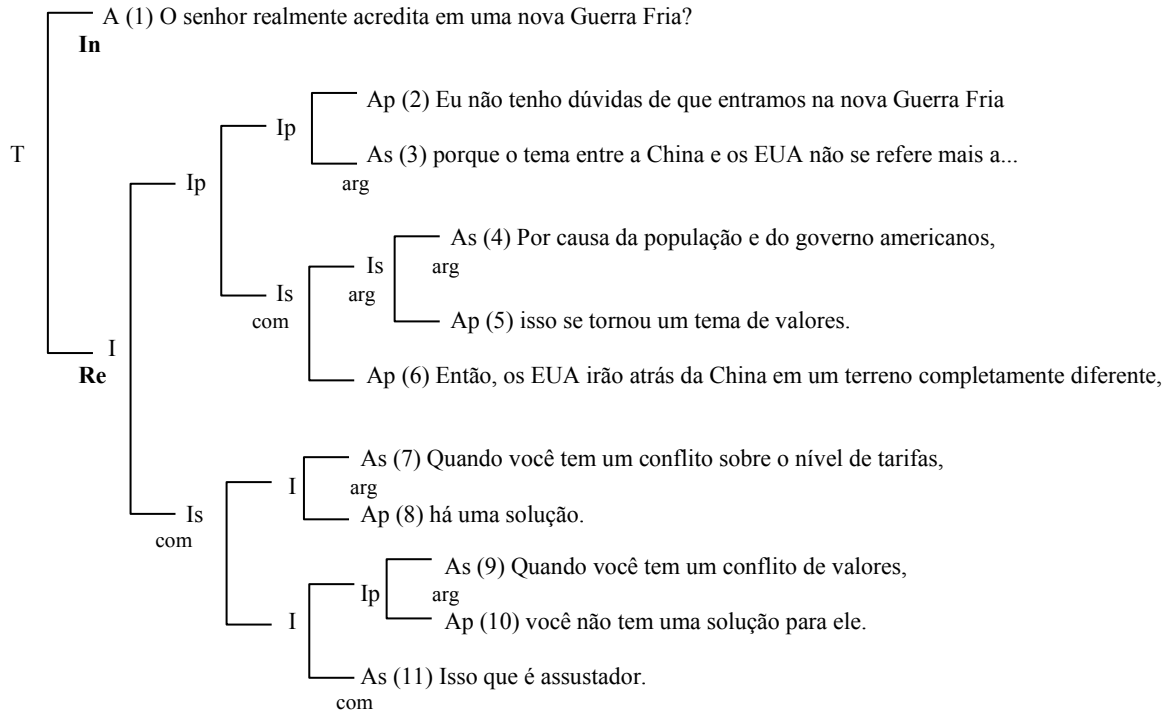 A (1) O senhor realmente acredita em uma nova Guerra Fria?
In
Ap (2) Eu não tenho dúvidas de que entramos na nova Guerra Fria
Ip
T
As (3) porque o tema entre a China e os EUA não se refere mais a...
arg
Ip
As (4) Por causa da população e do governo americanos,
arg
Is
arg
Is
com
Ap (5) isso se tornou um tema de valores.
I
Re
Ap (6) Então, os EUA irão atrás da China em um terreno completamente diferente,
As (7) Quando você tem um conflito sobre o nível de tarifas,
arg
I
Is
com
Ap (8) há uma solução.
As (9) Quando você tem um conflito de valores,
arg
Ip
I
Ap (10) você não tem uma solução para ele.
As (11) Isso que é assustador.
com